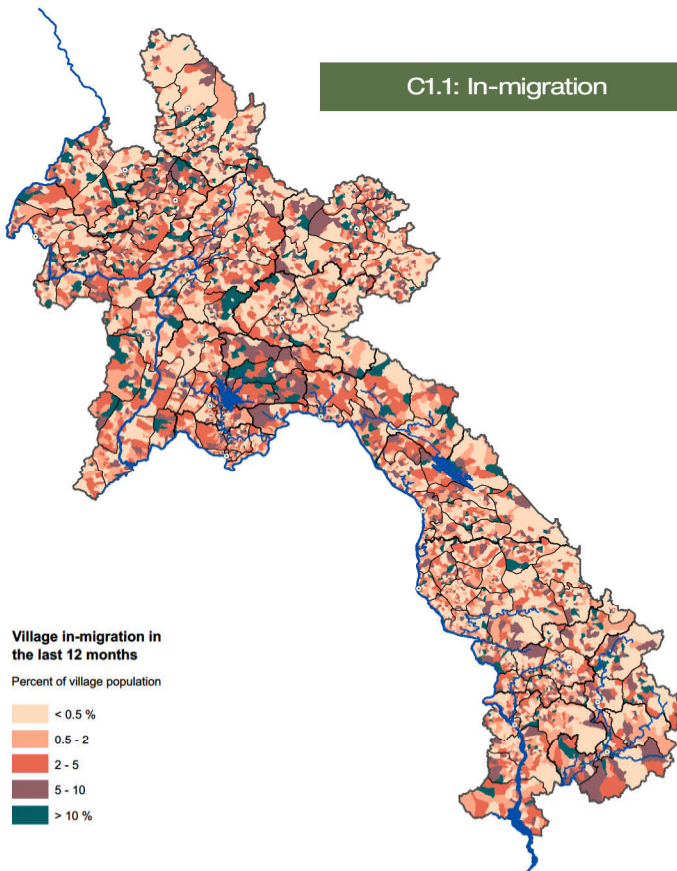 C1.1: In-migration
Village in-migration in
the last 12 months
Percent of village population
< 0.5 %
0.5 - 2
2 - 5
5 - 10
> 10 %